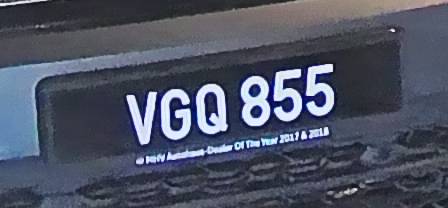 VGQ 855
Autohaus-Dealer Of The Year 2017 & 2018